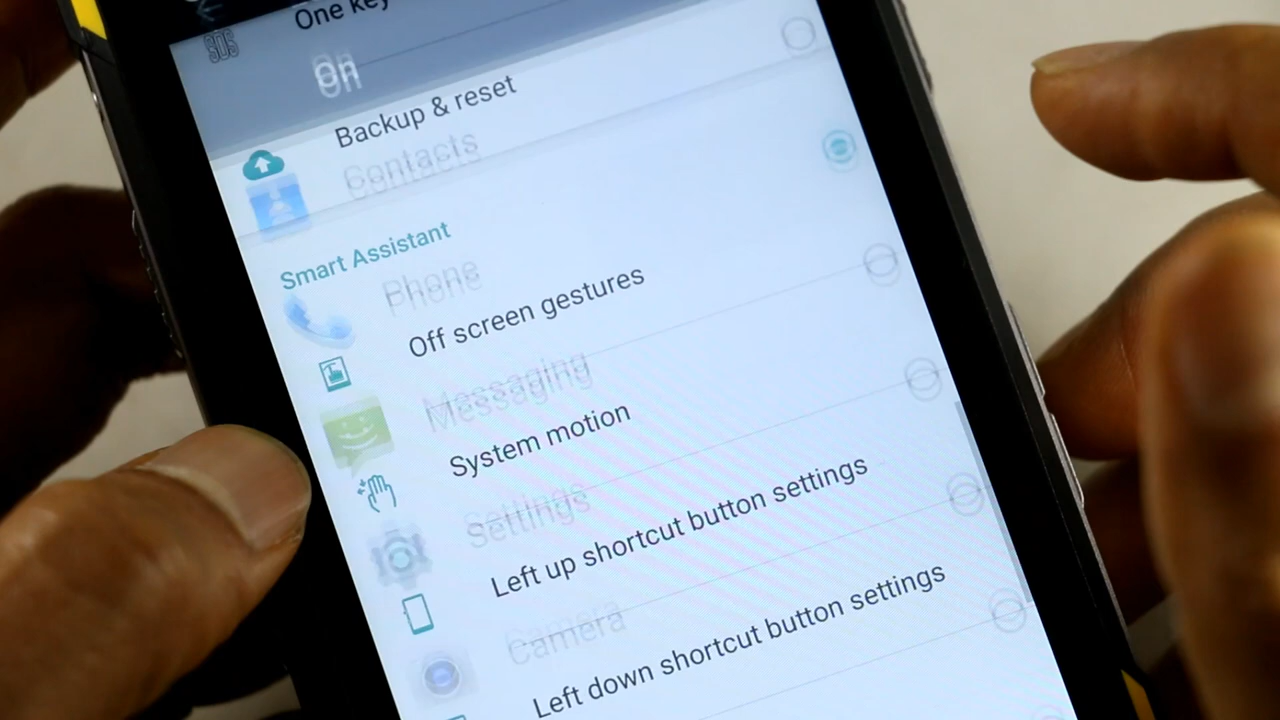 One key
SOS
On
Backup & reset
Contacts
Smart Assistant
Phone
Off screen gestures
Messaging
System motion
Settings
Left up shortcut button settings
Camera
Left down shortcut button settings